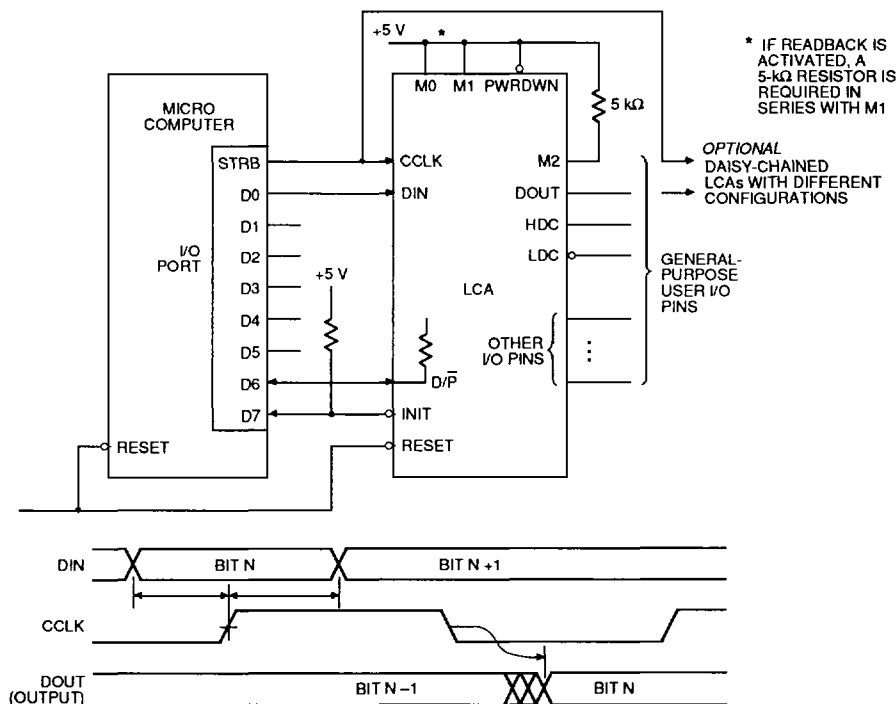 +5 V
*
* IF READBACK IS
ACTIVATED, A
5-kΩ RESISTOR IS
REQUIRED IN
SERIES WITH M1
M0 M1 PWRDWN
5 kΩ
MICRO
COMPUTER
STRB
CCLK
M2
OPTIONAL
DAISY-CHAINED
LCAs WITH DIFFERENT
CONFIGURATIONS
D0
DIN
DOUT
D1
HDC
D2
LDC
I/O
PORT
GENERAL-
PURPOSE
USER I/O
PINS
+5 V
D3
LCA
D4
D5
OTHER
I/O PINS
...
D6
D/P̅
D7
INIT
RESET
RESET
DIN
BIT N
BIT N+1
CCLK
DOUT
(OUTPUT)
BIT N–1
BIT N